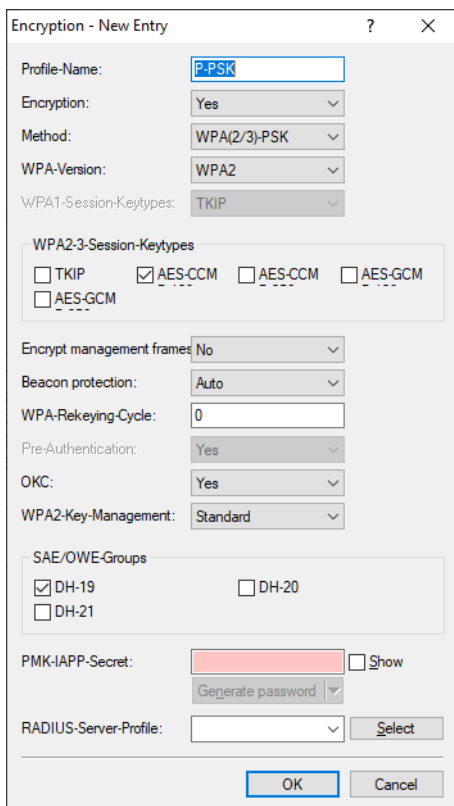 Encryption - New Entry ? ×
Profile-Name: P-PSK
Encryption: Yes
Method: WPA(2/3)-PSK
WPA-Version: WPA2
WPA1-Session-Keytypes: TKIP
WPA2-3-Session-Keytypes
TKIP AES-CCM AES-CCM AES-GCM
AES-GCM
Encrypt management frames No
Beacon protection: Auto
WPA-Rekeying-Cycle: 0
Pre-Authentication: Yes
OKC: Yes
WPA2-Key-Management: Standard
SAE/OWE-Groups
DH-19 DH-20
DH-21
PMK-IAPP-Secret: Show
Generate password
RADIUS-Server-Profile: Select
OK Cancel